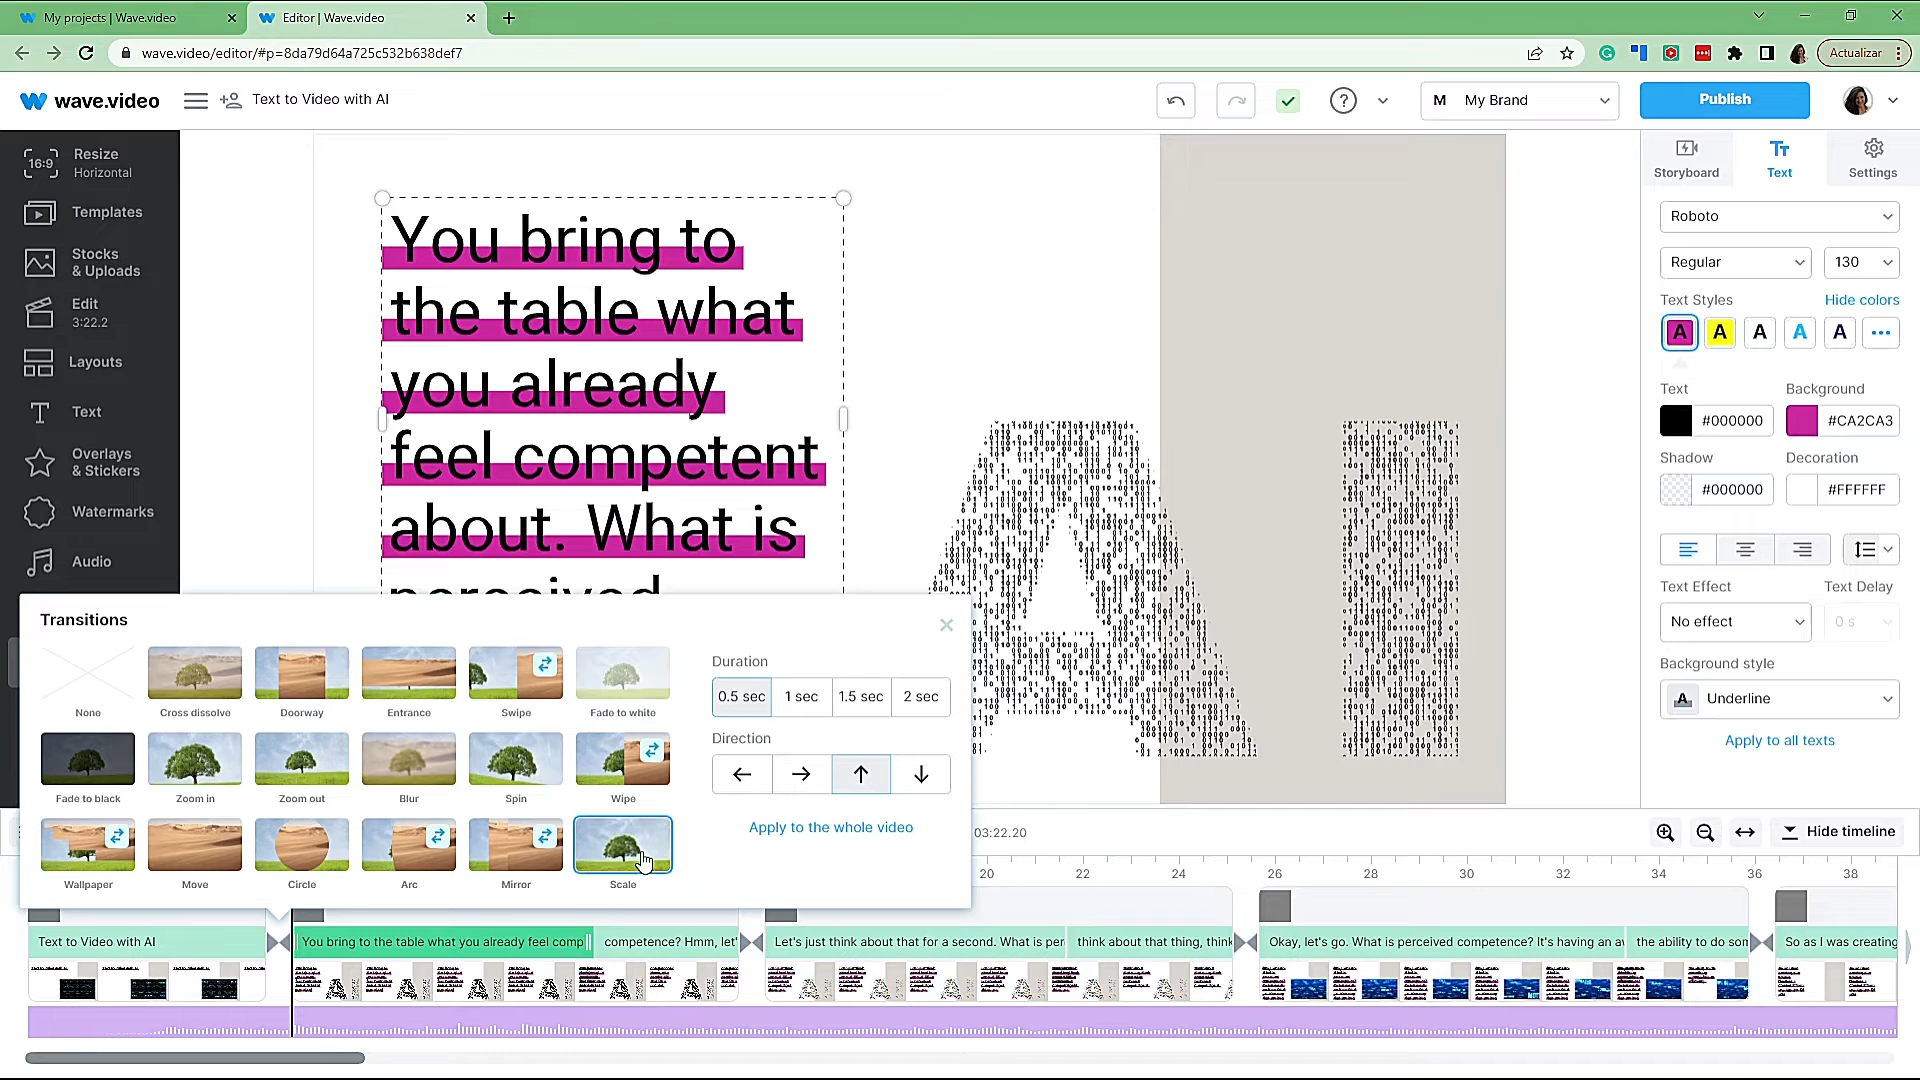 My projects | Wave.video
Editor | Wave.video
wave.video/editor/#p=8da79d64a725c532b638def7
Actualizar
wave.video
Text to Video with AI
?
M My Brand
Publish
16:9
Resize
Horizontal
Templates
Stocks
& Uploads
Edit
3:22.2
Layouts
Text
Overlays
& Stickers
Watermarks
Audio
You bring to
the table what
you already
feel competent
about. What is
perceived
Storyboard
Text
Settings
Roboto
Regular
130
Text Styles
Hide colors
A A A A A
Text
Background
#000000
#CA2CA3
Shadow
Decoration
#000000
#FFFFFF
Text Effect
Text Delay
No effect
0 s
Background style
A Underline
Apply to all texts
Transitions
None
Cross dissolve
Doorway
Entrance
Swipe
Fade to white
Fade to black
Zoom in
Zoom out
Blur
Spin
Wipe
Wallpaper
Move
Circle
Arc
Mirror
Scale
Duration
0.5 sec
1 sec
1.5 sec
2 sec
Direction
Apply to the whole video
03:22.20
Hide timeline
20 22 24 26 28 30 32 34 36 38
Text to Video with AI
You bring to the table what you already feel comp
competence? Hmm, let'
Let's just think about that for a second. What is per
think about that thing, think
Okay, let's go. What is perceived competence? It's having an a
the ability to do som
So as I was creating